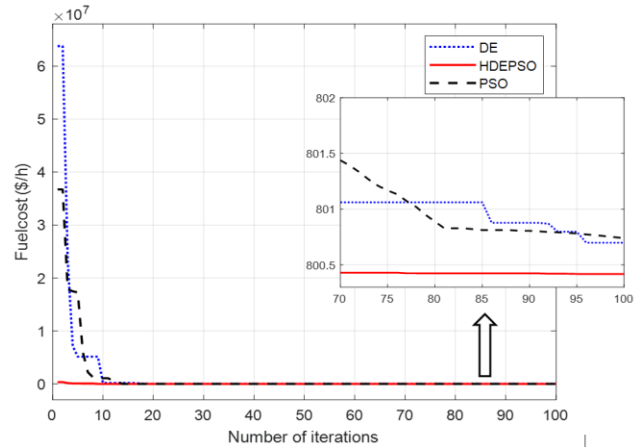 ×10⁷
Fuelcost ($/h)
6
5
4
3
2
1
0
0 10 20 30 40 50 60 70 80 90 100
Number of iterations
DE
HDEPSO
PSO
802
801.5
801
800.5
70 75 80 85 90 95 100